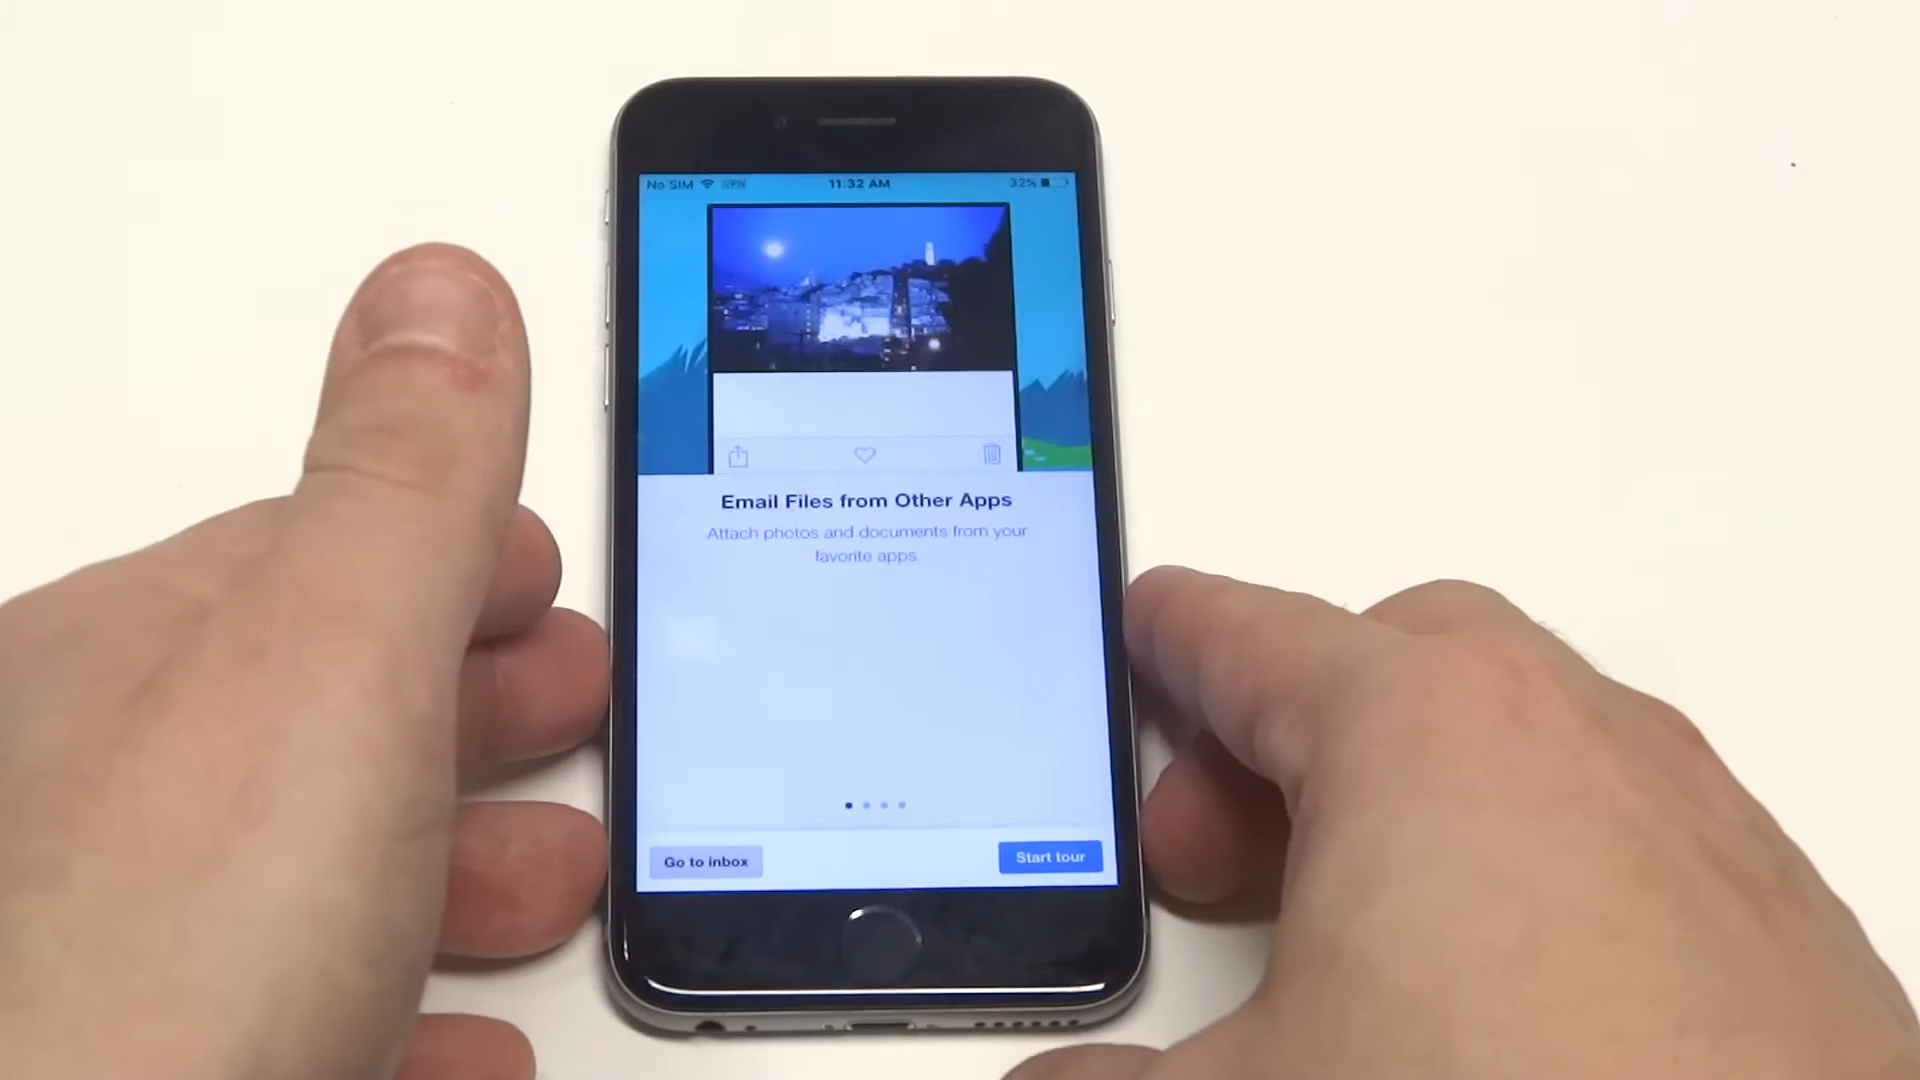 No SIM VPN 11:32 AM 32%
Email Files from Other Apps
Attach photos and documents from your
favorite apps.
Go to inbox Start tour